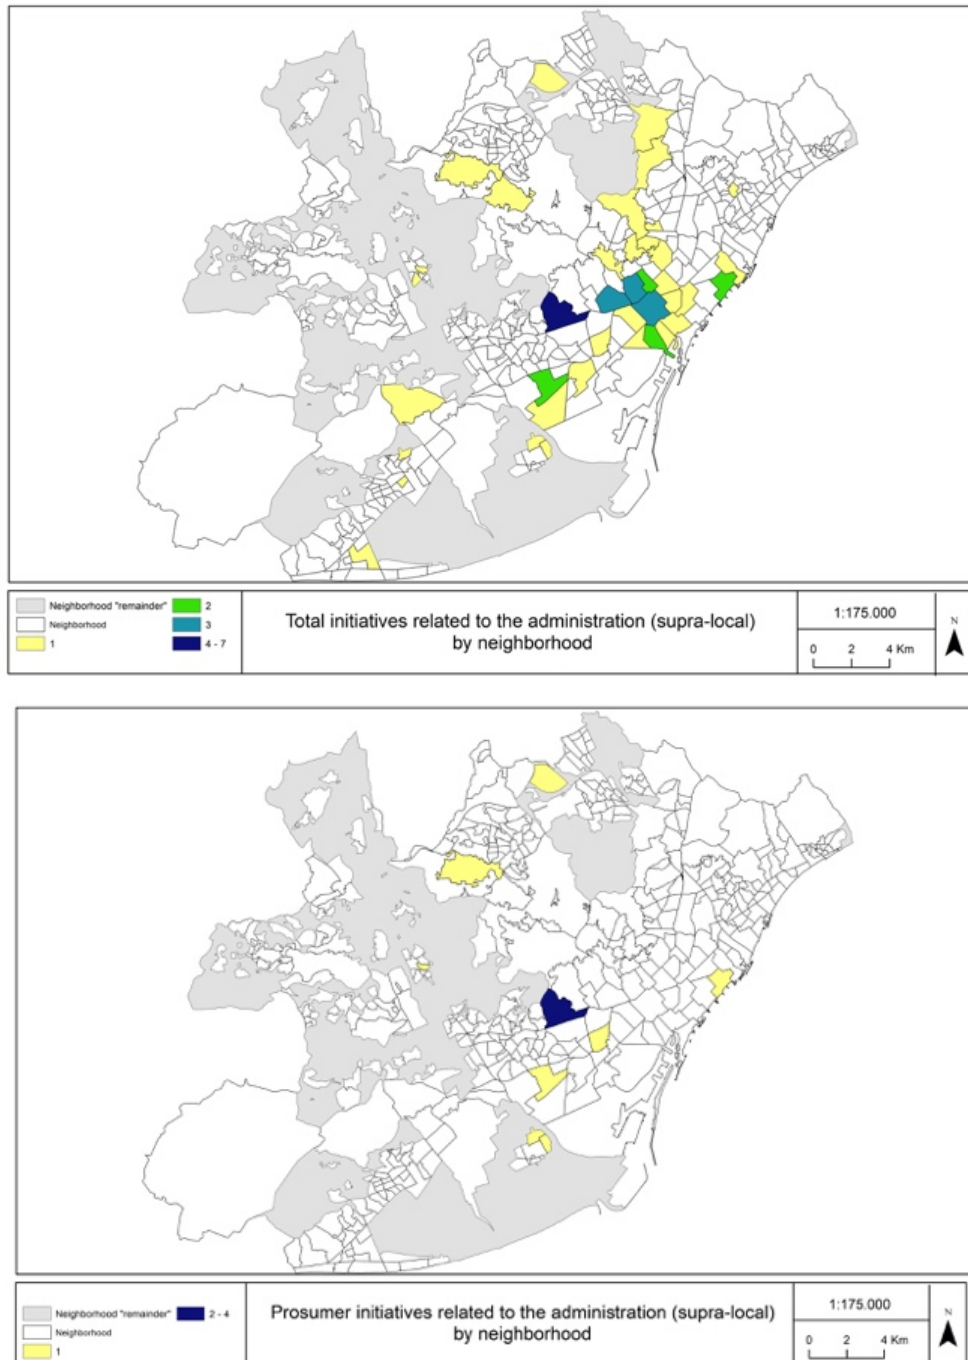 Neighborhood "remainder"
2
Neighborhood
3
1
4 - 7
Total initiatives related to the administration (supra-local)
by neighborhood
1:175.000
0 2 4 Km
N
Neighborhood "remainder"
2 - 4
Neighborhood
1
Prosumer initiatives related to the administration (supra-local)
by neighborhood
1:175.000
0 2 4 Km
N